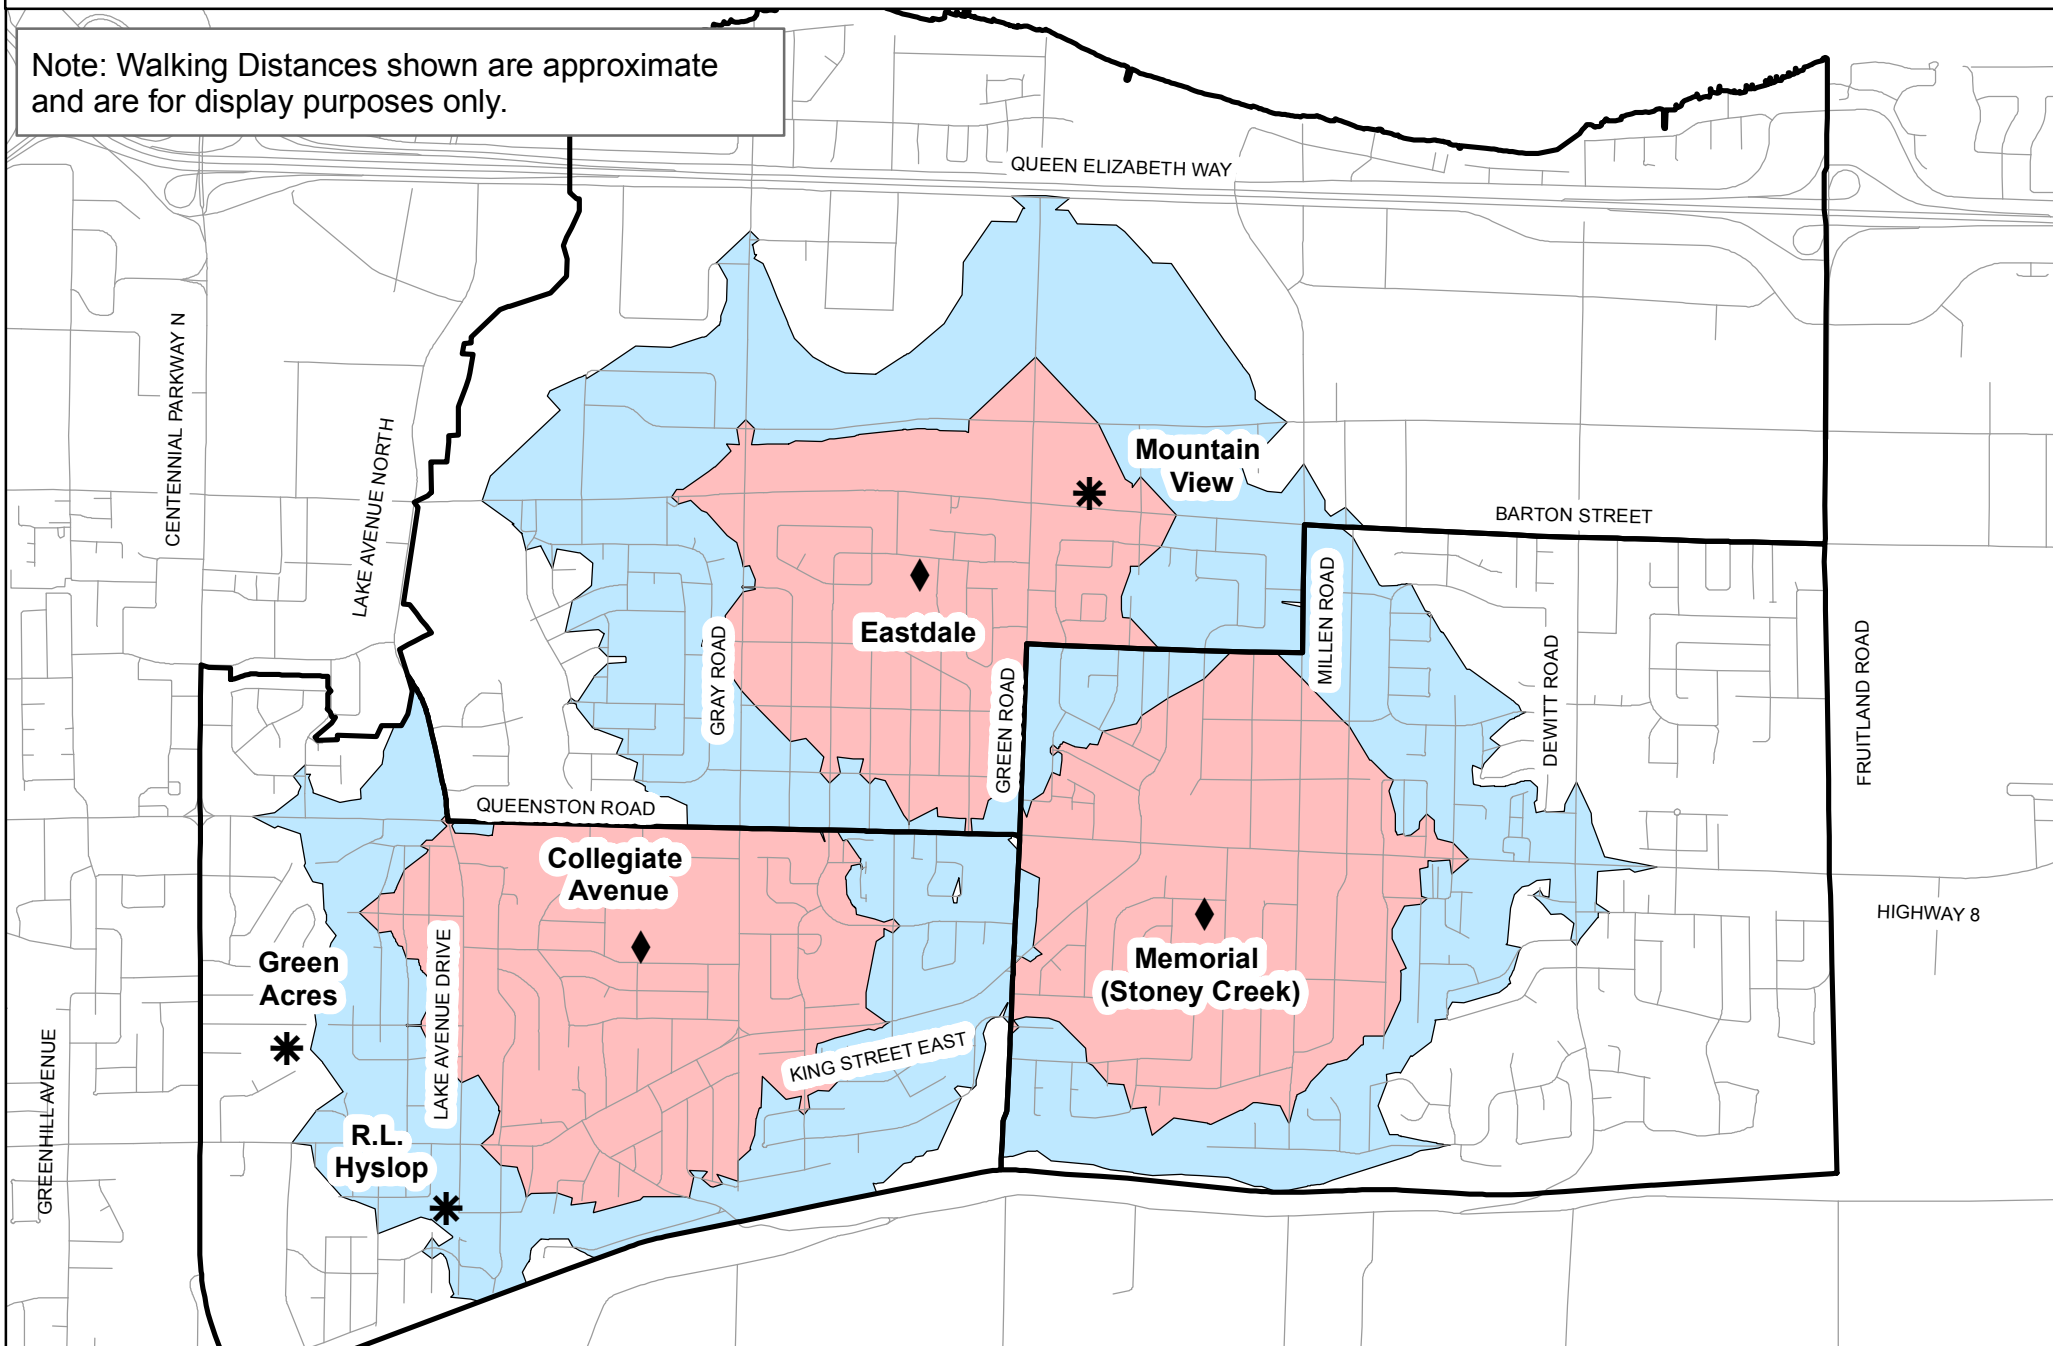 Note: Walking Distances shown are approximate
and are for display purposes only.
QUEEN ELIZABETH WAY
CENTENNIAL PARKWAY N
LAKE AVENUE NORTH
Mountain
View
BARTON STREET
Eastdale
GRAY ROAD
GREEN ROAD
MILLEN ROAD
DEWITT ROAD
FRUITLAND ROAD
QUEENSTON ROAD
Collegiate
Avenue
HIGHWAY 8
Green
Acres
LAKE AVENUE DRIVE
Memorial
(Stoney Creek)
KING STREET EAST
GREENHILL AVENUE
R.L.
Hyslop